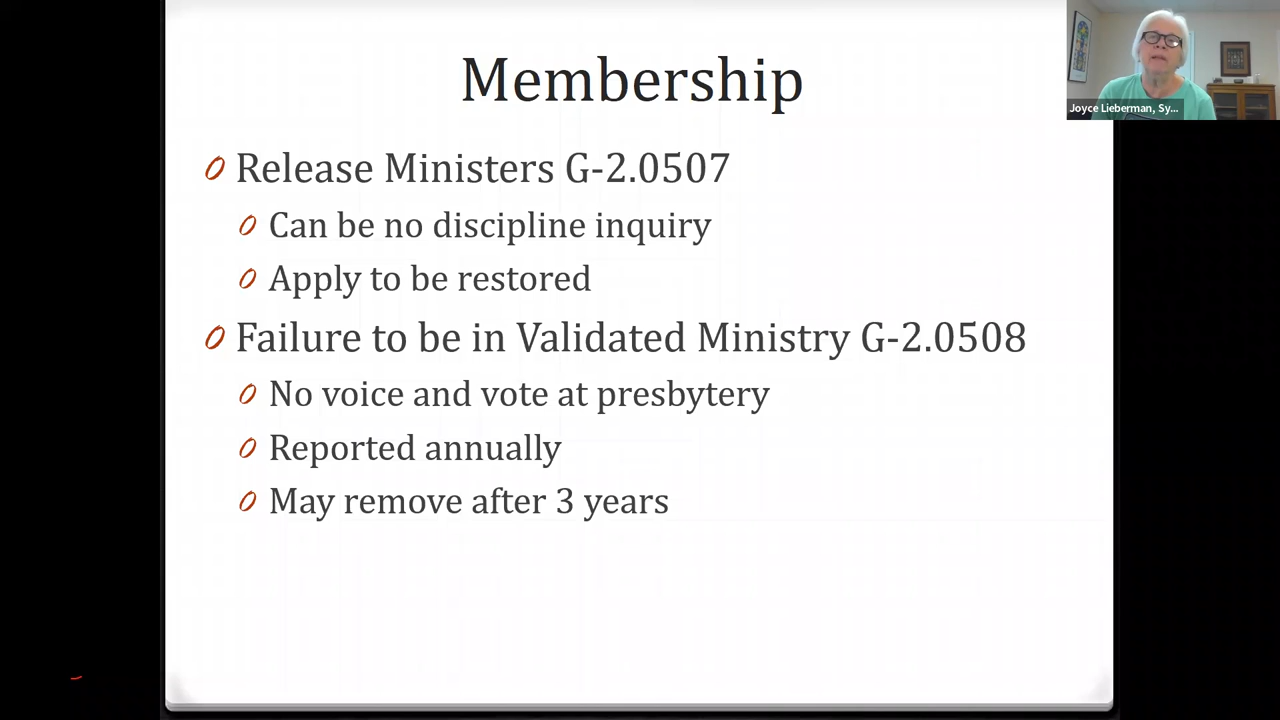 Membership
Release Ministers G-2.0507
Can be no discipline inquiry
Apply to be restored
Failure to be in Validated Ministry G-2.0508
No voice and vote at presbytery
Reported annually
May remove after 3 years
Joyce Lieberman, Sy...